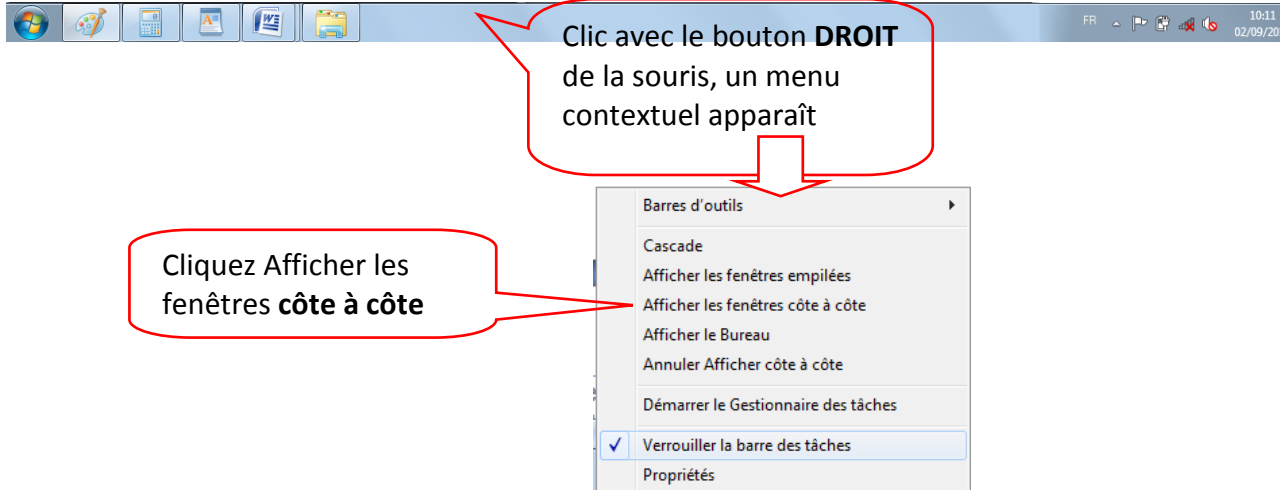 FR
10:11
02/09/20
Clic avec le bouton DROIT
de la souris, un menu
contextuel apparaît
Barres d'outils
Cascade
Afficher les fenêtres empilées
Afficher les fenêtres côte à côte
Afficher le Bureau
Annuler Afficher côte à côte
Démarrer le Gestionnaire des tâches
Verrouiller la barre des tâches
Propriétés
Cliquez Afficher les
fenêtres côte à côte